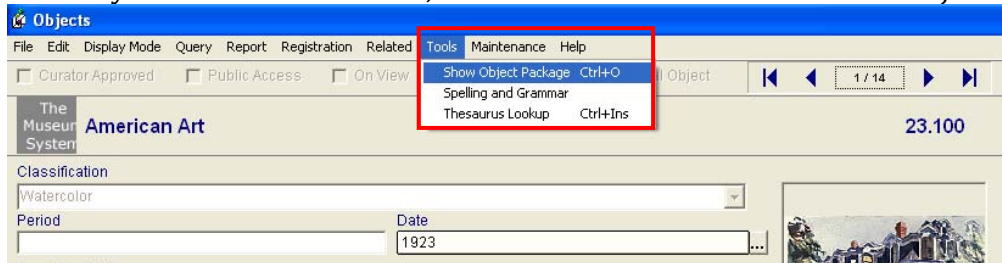 Objects
File Edit Display Mode Query Report Registration Related Tools Maintenance Help
Curator Approved Public Access On View Object 1 / 14
Show Object Package Ctrl+O
Spelling and Grammar
Thesaurus Lookup Ctrl+Ins
The
Museum
System
American Art 23.100
Classification
Watercolor
Period Date
1923
...